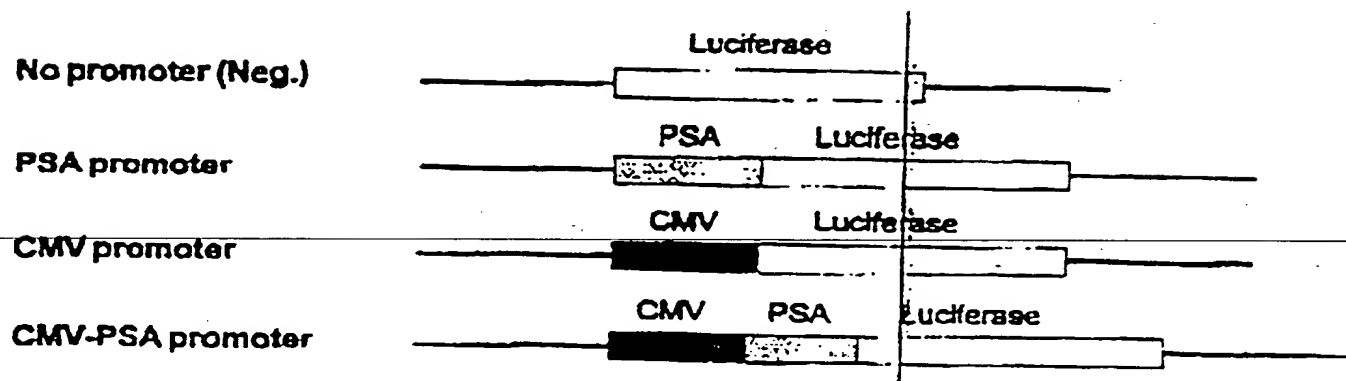 Luciferase
No promoter (Neg.)
PSA Luciferase
PSA promoter
CMV Luciferase
CMV promoter
CMV PSA Luciferase
CMV-PSA promoter